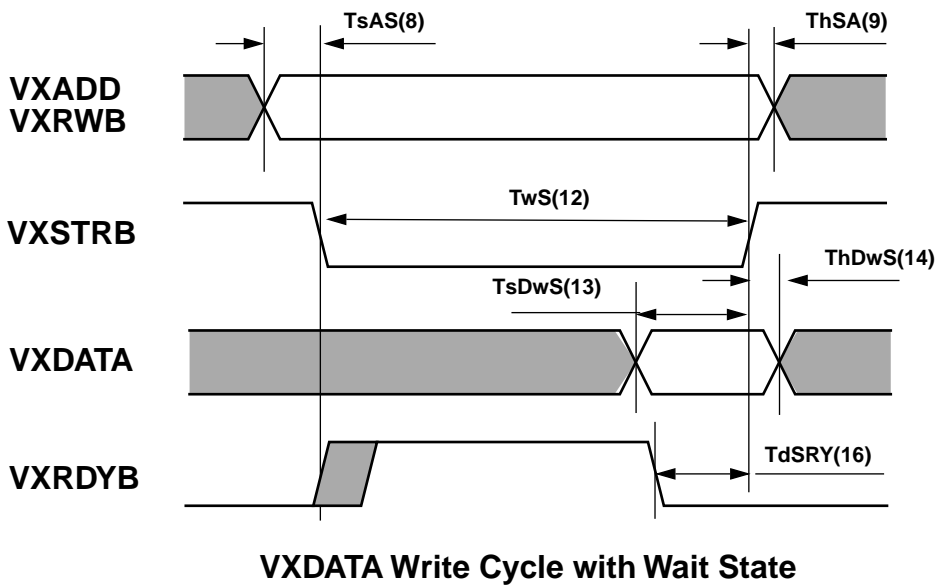 TsAS(8)
ThSA(9)
VXADD
VXRWB
TwS(12)
VXSTRB
ThDwS(14)
TsDwS(13)
VXDATA
TdSRY(16)
VXRDYB
VXDATA Write Cycle with Wait State